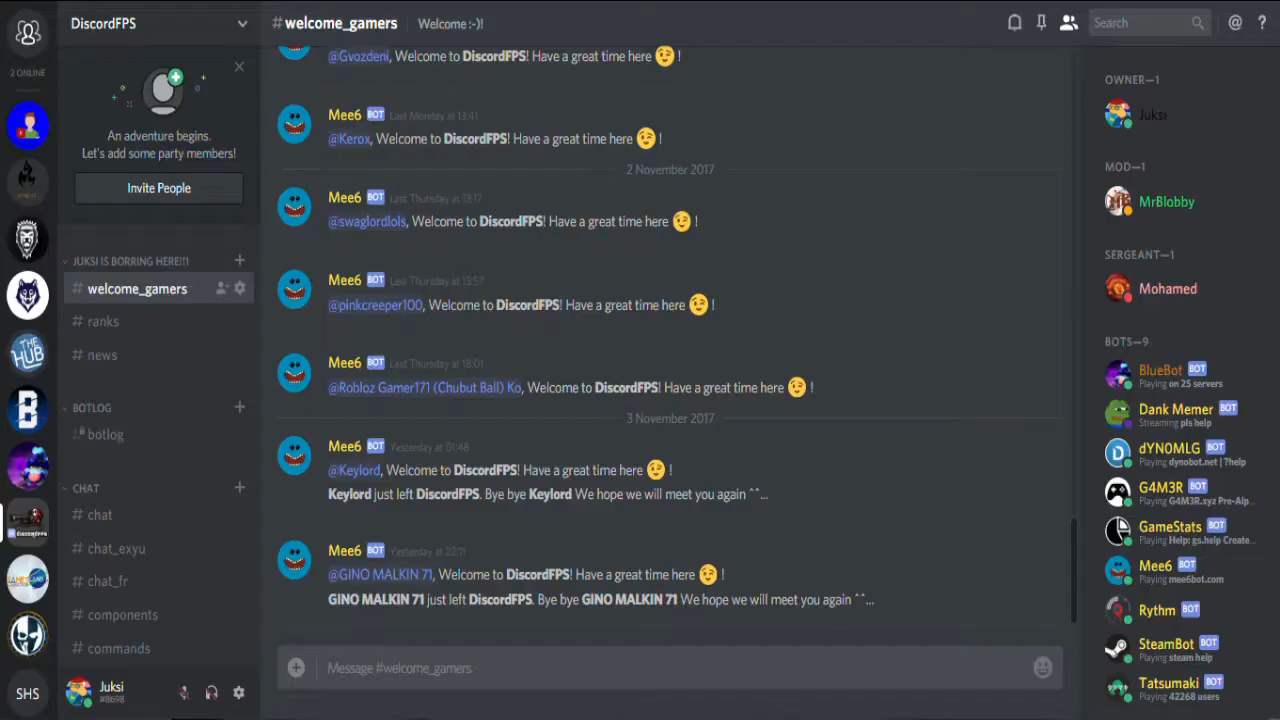 DiscordFPS
#welcome_gamers
Welcome :-)!
Search
2 ONLINE
An adventure begins.
Let's add some party members!
Invite People
JUKSI IS BORRING HERE!!1
# welcome_gamers
# ranks
# news
BOTLOG
botlog
CHAT
# chat
# chat_exyu
# chat_fr
# components
# commands
THE HUB
SHS
Juksi
#8698
@Gvozdeni, Welcome to DiscordFPS! Have a great time here 😉 !
Mee6 BOT Last Monday at 13:41
@Kerox, Welcome to DiscordFPS! Have a great time here 😉 !
2 November 2017
Mee6 BOT Last Thursday at 13:17
@swaglordlols, Welcome to DiscordFPS! Have a great time here 😉 !
Mee6 BOT Last Thursday at 15:57
@pinkcreeper100, Welcome to DiscordFPS! Have a great time here 😉 !
Mee6 BOT Last Thursday at 18:01
@Robloz Gamer171 (Chubut Ball) Ko, Welcome to DiscordFPS! Have a great time here 😉 !
3 November 2017
Mee6 BOT Yesterday at 01:48
@Keylord, Welcome to DiscordFPS! Have a great time here 😉 !
Keylord just left DiscordFPS. Bye bye Keylord We hope we will meet you again ^^...
Mee6 BOT Yesterday at 22:11
@GINO MALKIN 71, Welcome to DiscordFPS! Have a great time here 😉 !
GINO MALKIN 71 just left DiscordFPS. Bye bye GINO MALKIN 71 We hope we will meet you again ^^...
Message #welcome_gamers
OWNER—1
Juksi
MOD—1
MrBlobby
SERGEANT—1
Mohamed
BOTS—9
BlueBot BOT
Playing on 25 servers
Dank Memer BOT
Streaming pls help
dYN0MLG BOT
Playing dynobot.net | ?help
G4M3R BOT
Playing G4M3R.xyz Pre-Alp...
GameStats BOT
Playing Help: gs.help Create...
Mee6 BOT
Playing mee6bot.com
Rythm BOT
SteamBot BOT
Playing steam help
Tatsumaki BOT
Playing 42268 users